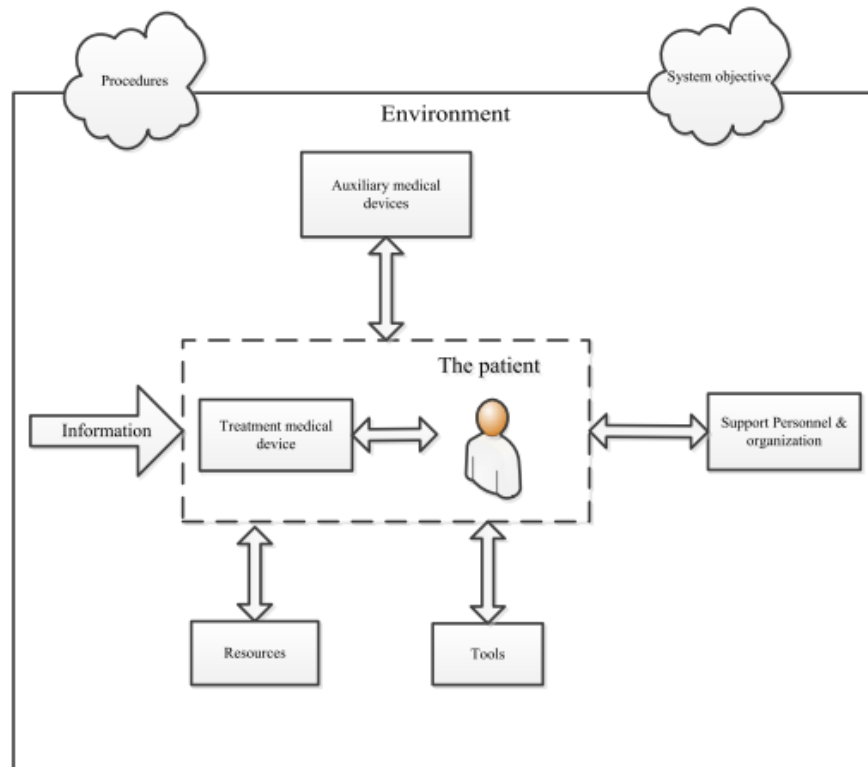 Procedures
System objective
Environment
Auxiliary medical
devices
The patient
Information
Treatment medical
device
Support Personnel &
organization
Resources
Tools